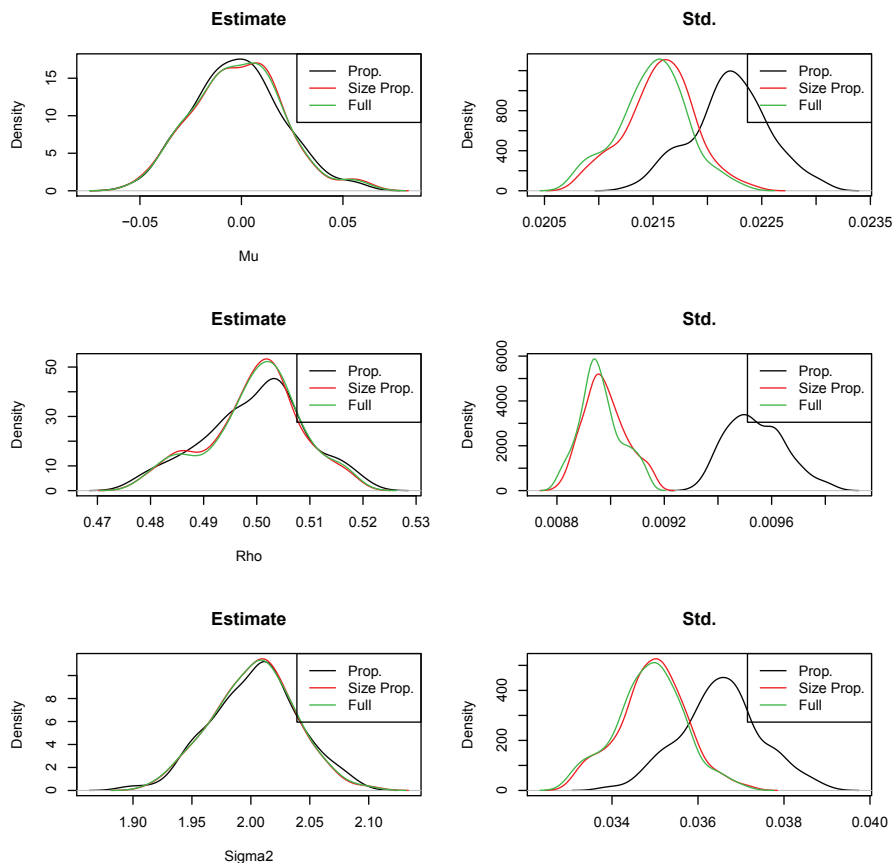 Estimate
Density
0 5 10 15
−0.05 0.00 0.05
Mu
Prop.
Size Prop.
Full
Std.
Density
0 400 800
0.0205 0.0215 0.0225 0.0235
Prop.
Size Prop.
Full
Estimate
Density
0 10 30 50
0.47 0.48 0.49 0.50 0.51 0.52 0.53
Rho
Prop.
Size Prop.
Full
Std.
Density
0 2000 4000 6000
0.0088 0.0092 0.0096
Prop.
Size Prop.
Full
Estimate
Density
0 2 4 6 8
1.90 1.95 2.00 2.05 2.10
Sigma2
Prop.
Size Prop.
Full
Std.
Density
0 200 400
0.034 0.036 0.038 0.040
Prop.
Size Prop.
Full